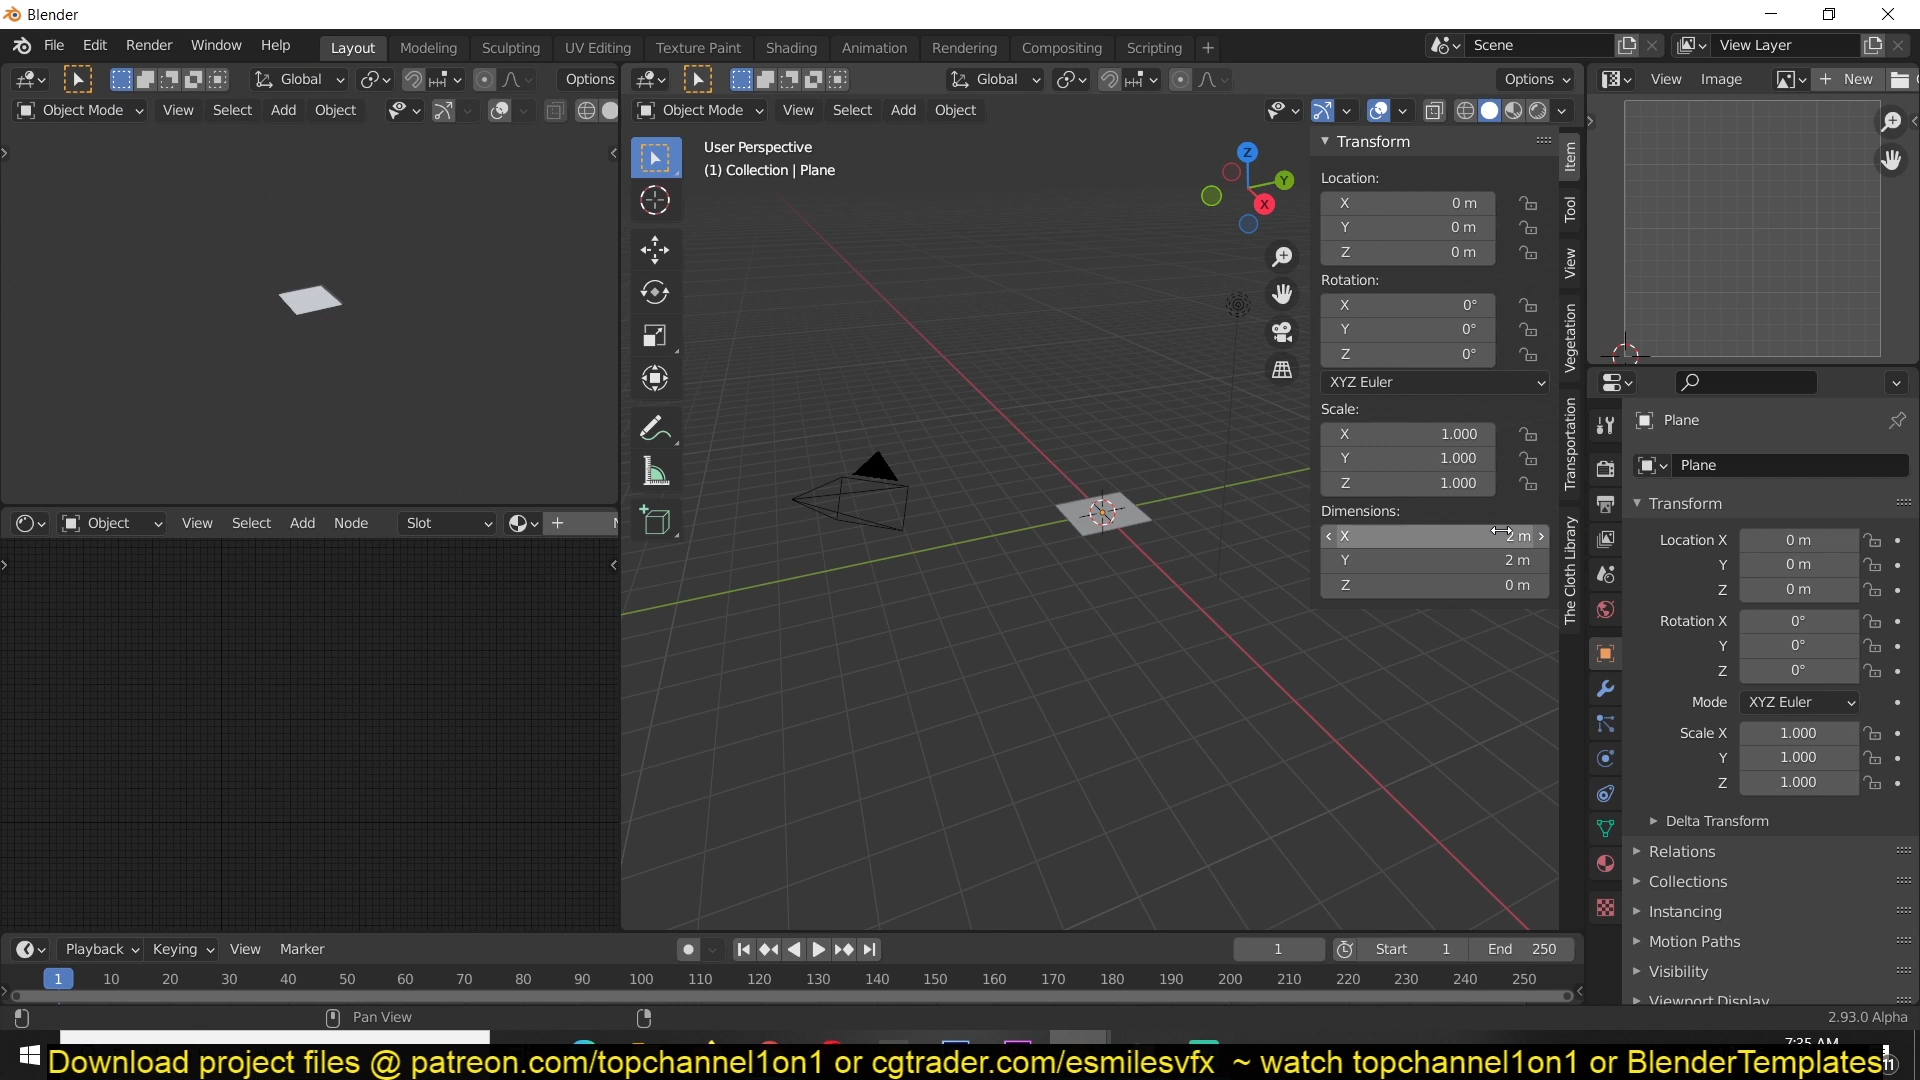 Blender
File Edit Render Window Help Layout Modeling Sculpting UV Editing Texture Paint Shading Animation Rendering Compositing Scripting + Scene View Layer
Global Options
Object Mode View Select Add Object
Global Options
Object Mode View Select Add Object
User Perspective
(1) Collection | Plane
Z
Y
X
Transform
Location:
X 0 m
Y 0 m
Z 0 m
Rotation:
X 0°
Y 0°
Z 0°
XYZ Euler
Scale:
X 1.000
Y 1.000
Z 1.000
Dimensions:
X 2 m
Y 2 m
Z 0 m
Item
Tool
View
Vegetation
Transportation
The Cloth Library
View Image + New
Plane
Plane
Transform
Location X 0 m
Y 0 m
Z 0 m
Rotation X 0°
Y 0°
Z 0°
Mode XYZ Euler
Scale X 1.000
Y 1.000
Z 1.000
Delta Transform
Relations
Collections
Instancing
Motion Paths
Visibility
Viewport Display
Object View Select Add Node Slot +
Playback Keying View Marker 1 Start 1 End 250
1 10 20 30 40 50 60 70 80 90 100 110 120 130 140 150 160 170 180 190 200 210 220 230 240 250
Pan View 2.93.0 Alpha
7:35 AM
Download project files @ patreon.com/topchannel1on1 or cgtrader.com/esmilesvfx ~ watch topchannel1on1 or BlenderTemplates